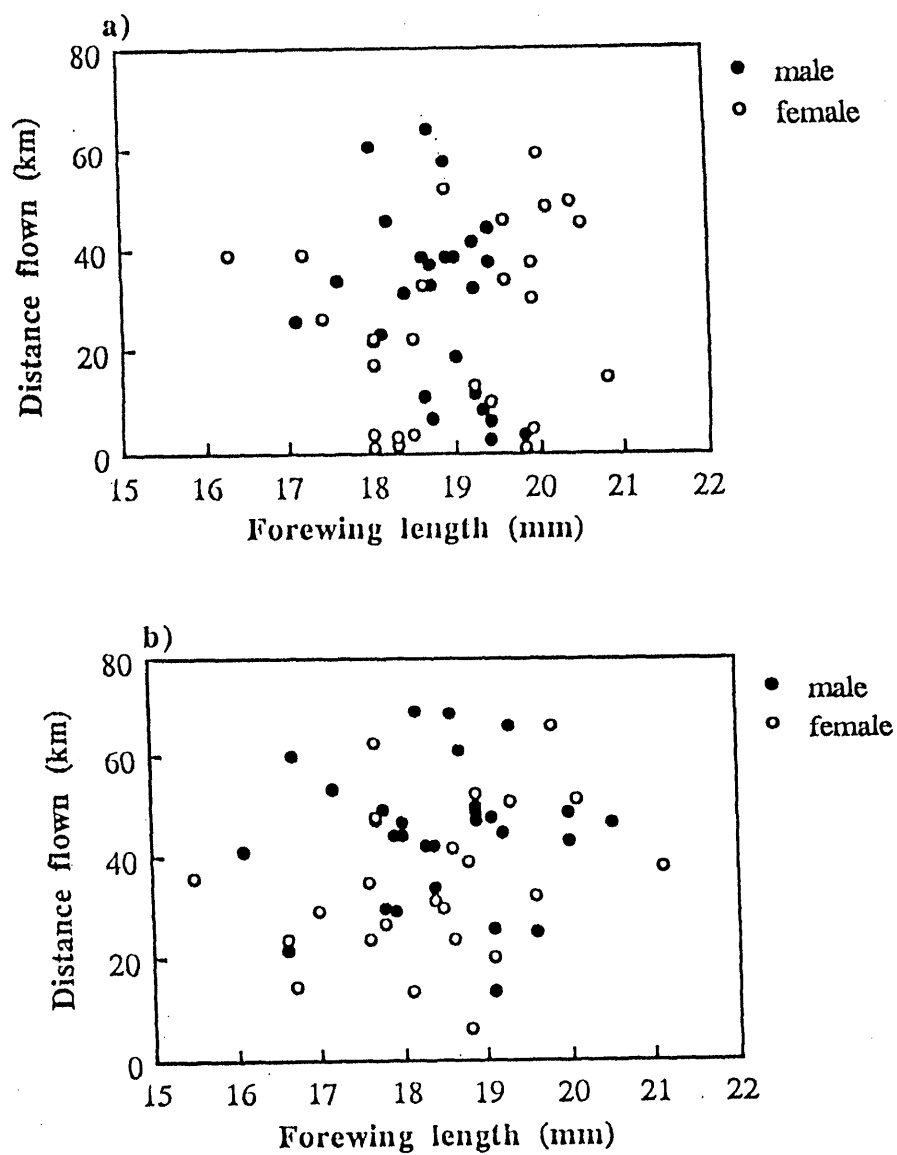 a)
80
60
40
20
0
Distance flown (km)
15 16 17 18 19 20 21 22
Forewing length (mm)
male
female
b)
80
60
40
20
0
Distance flown (km)
15 16 17 18 19 20 21 22
Forewing length (mm)
male
female